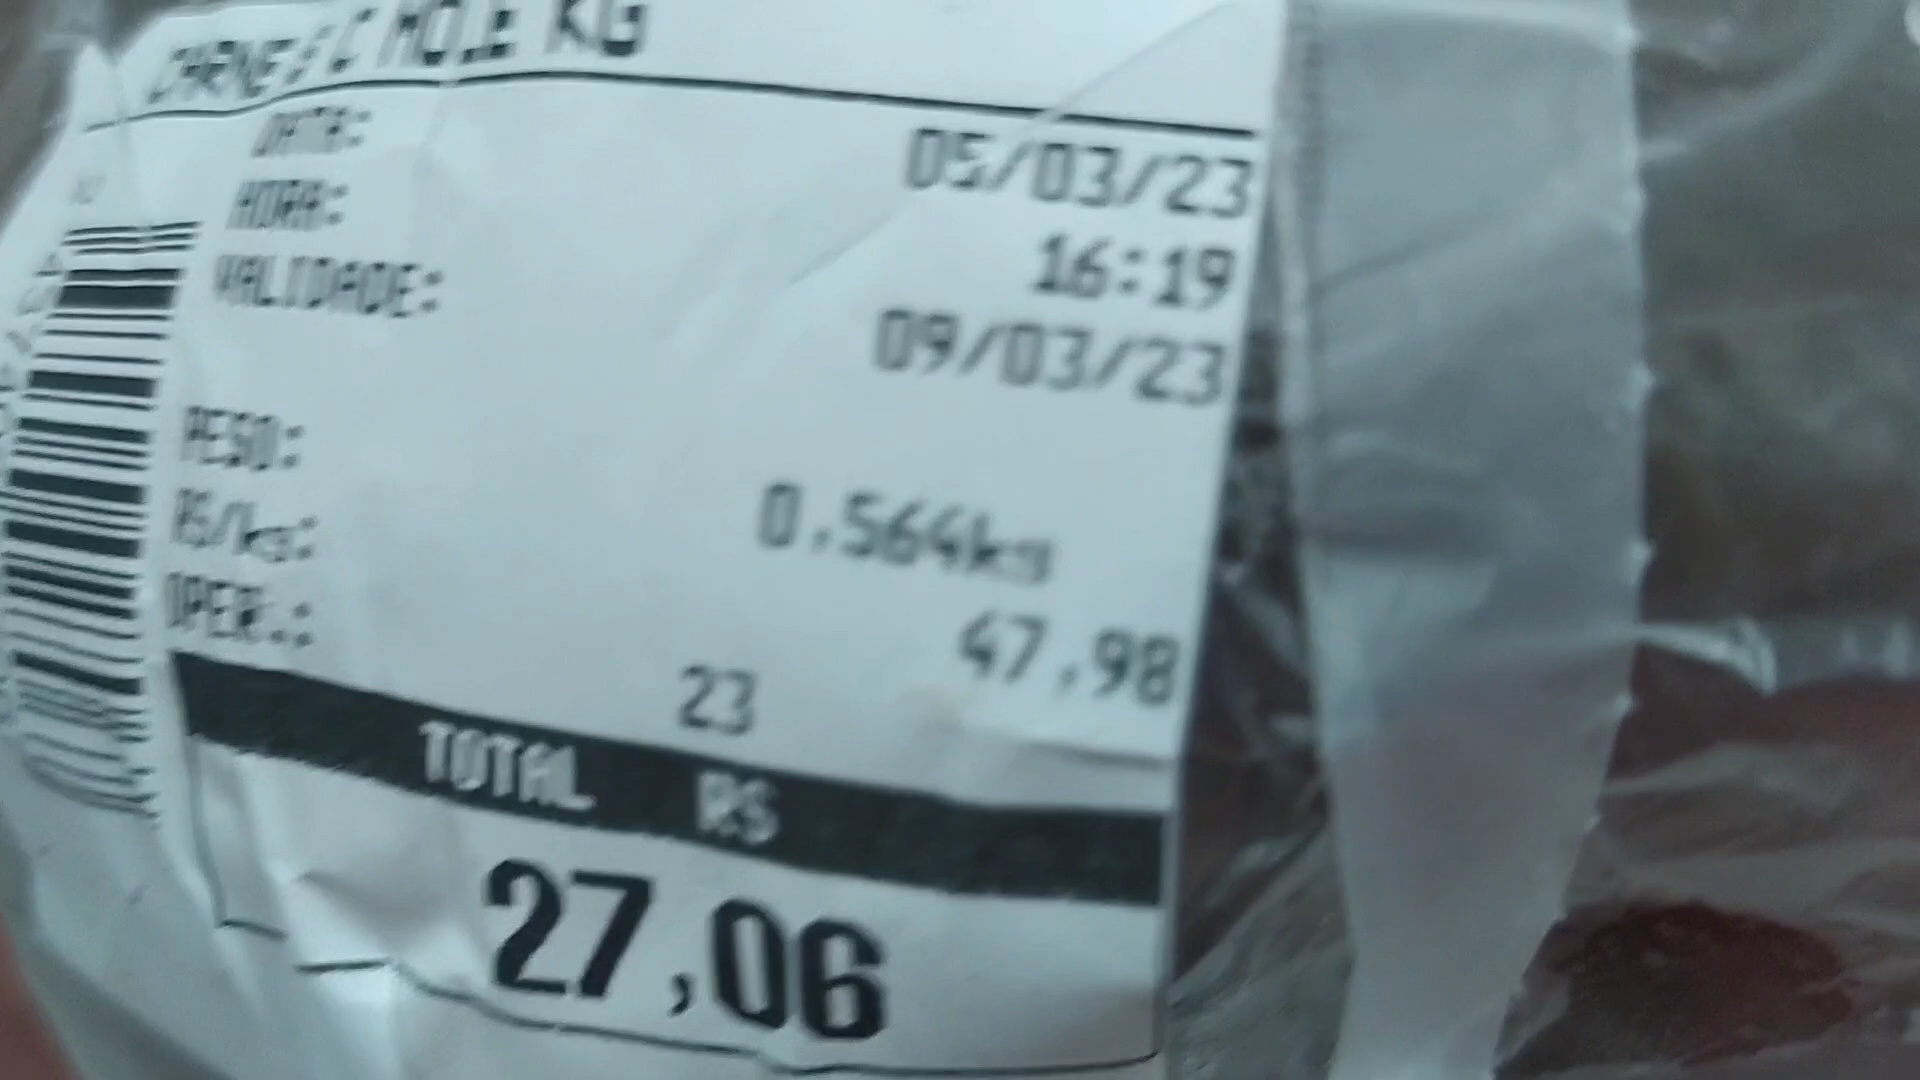 CARNE S/C MOLE KG
DATA: 05/03/23
HORA: 16:19
VALIDADE: 09/03/23
PESO: 0,564kg
R$/kg: 47,98
OPER.: 23
TOTAL R$
27,06